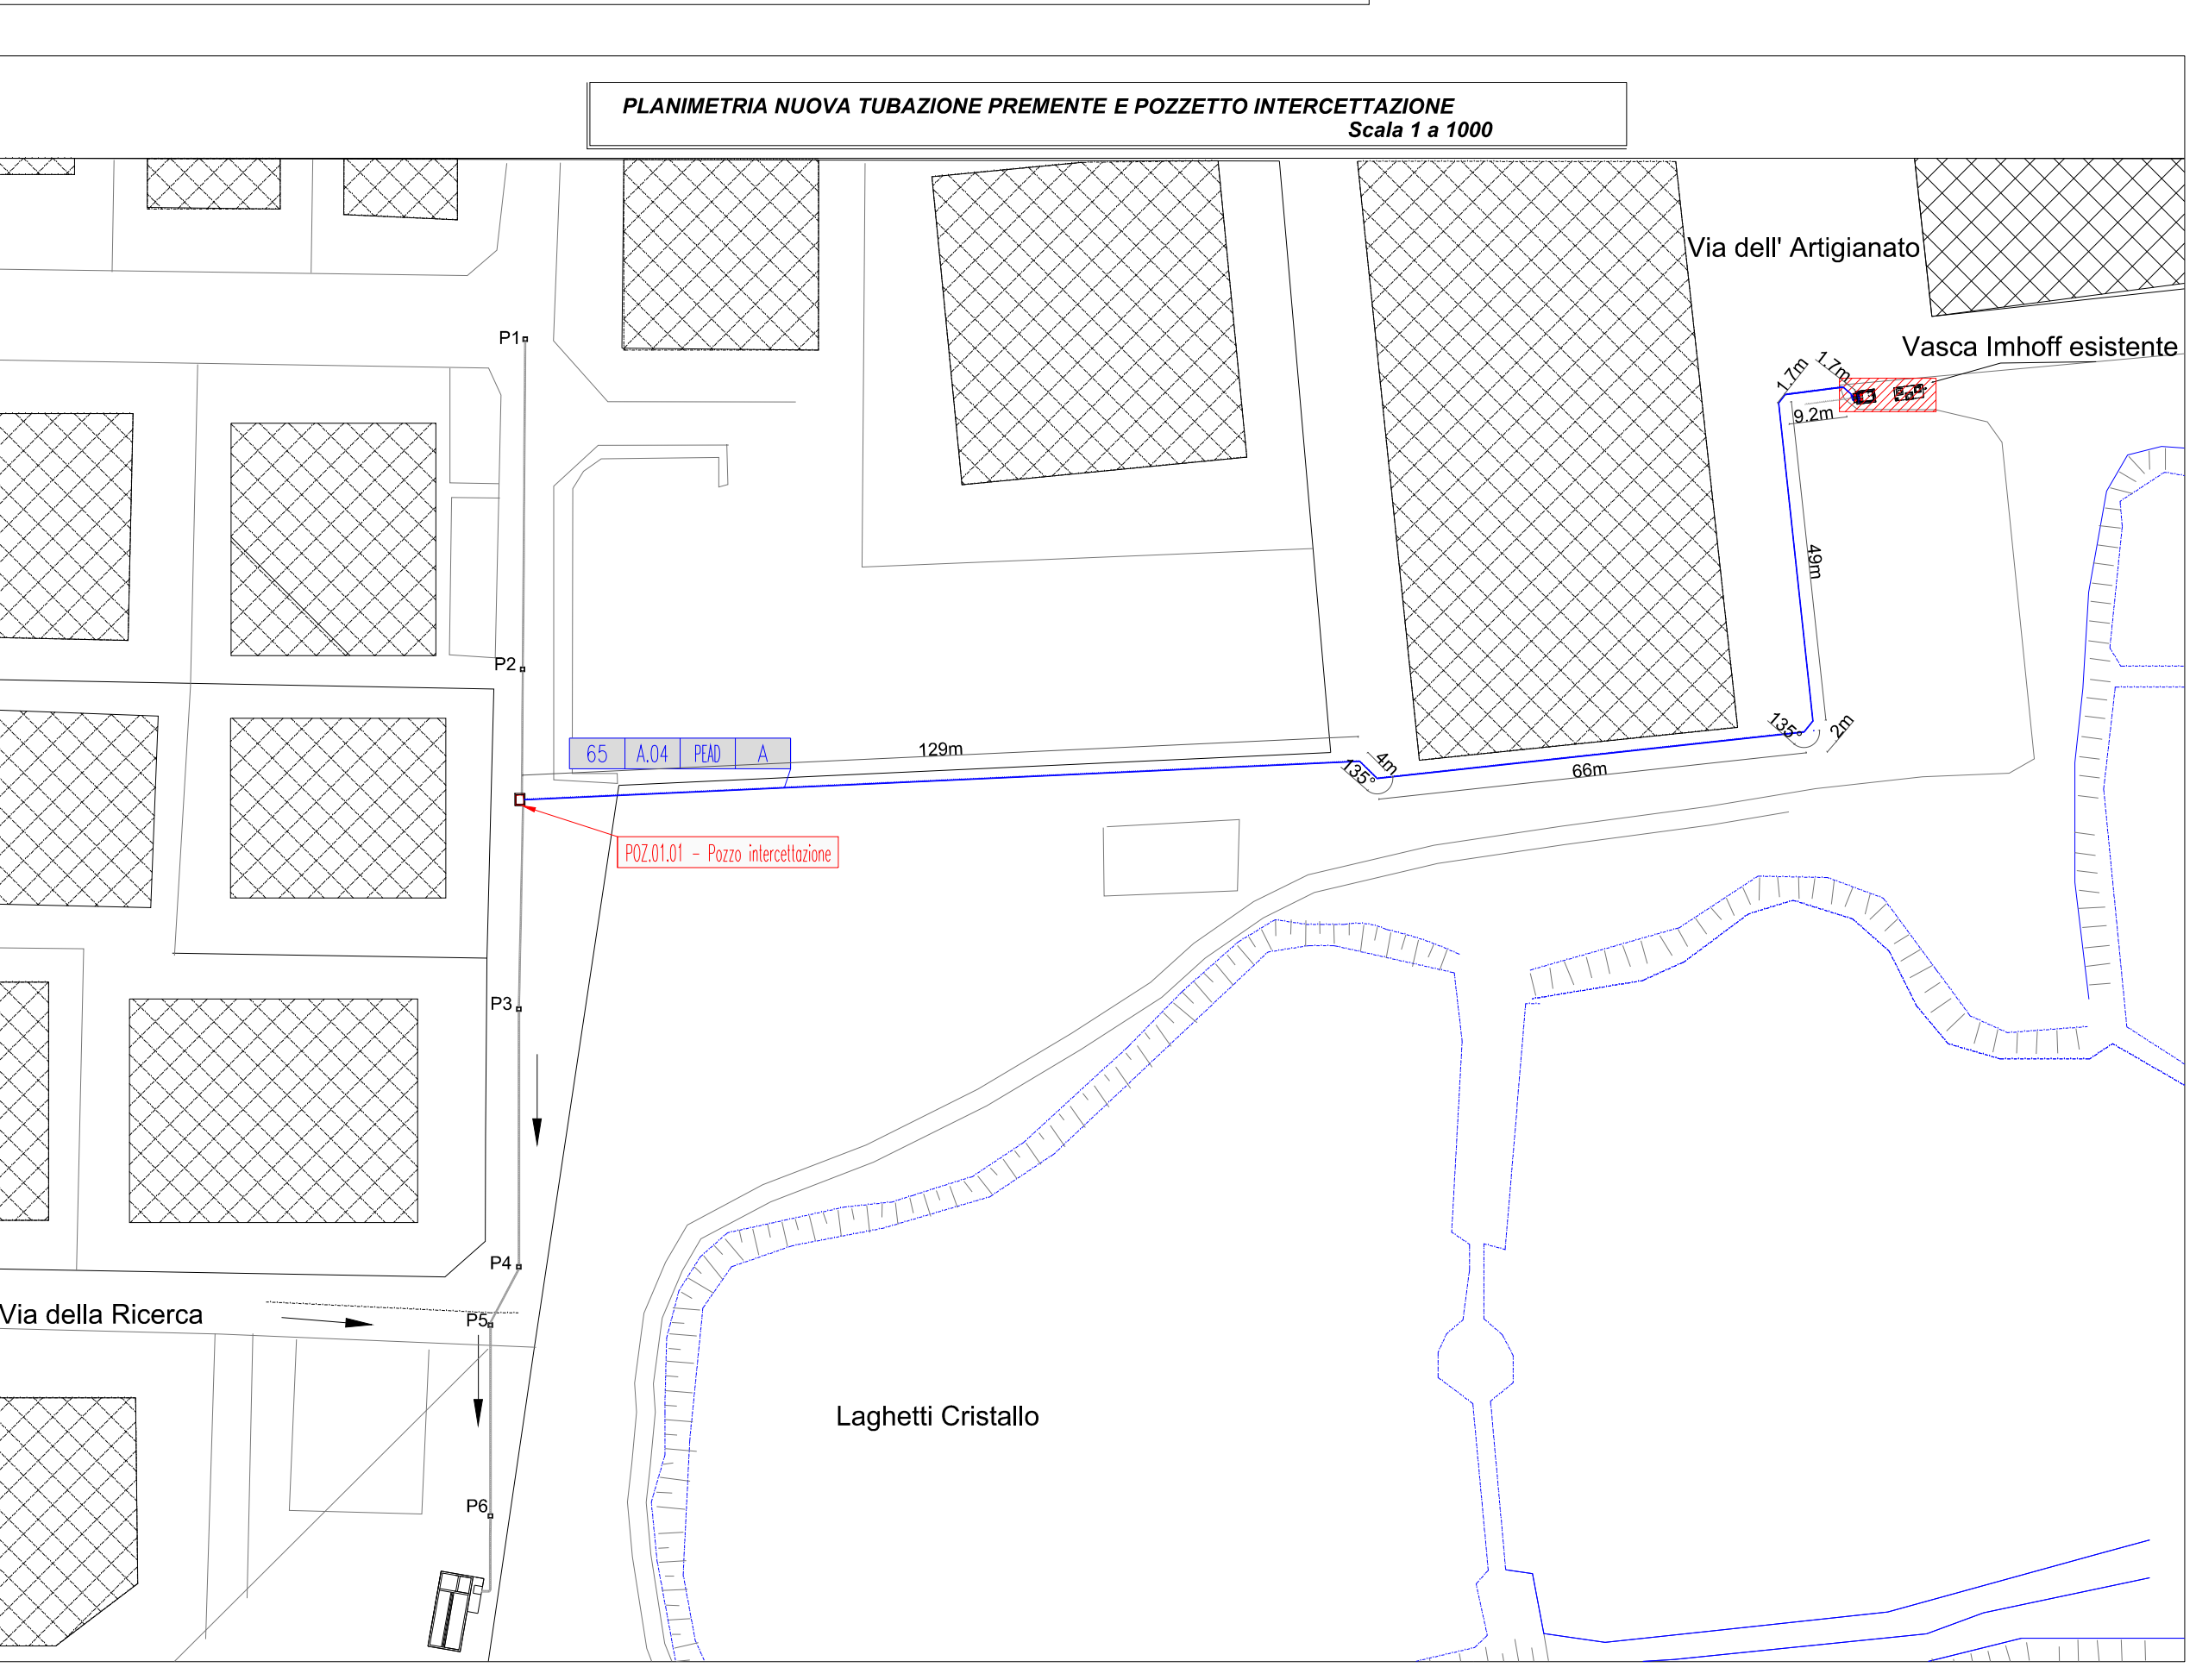 PLANIMETRIA NUOVA TUBAZIONE PREMENTE E POZZETTO INTERCETTAZIONE
Scala 1 a 1000
Via dell' Artigianato
P1
Vasca Imhoff esistente
1.7m
1.7m
9.2m
49m
P2
135°
2m
65 A.04 PEAD A
129m
4m
135°
66m
POZ.01.01 - Pozzo intercettazione
P3
P4
Via della Ricerca
P5
Laghetti Cristallo
P6